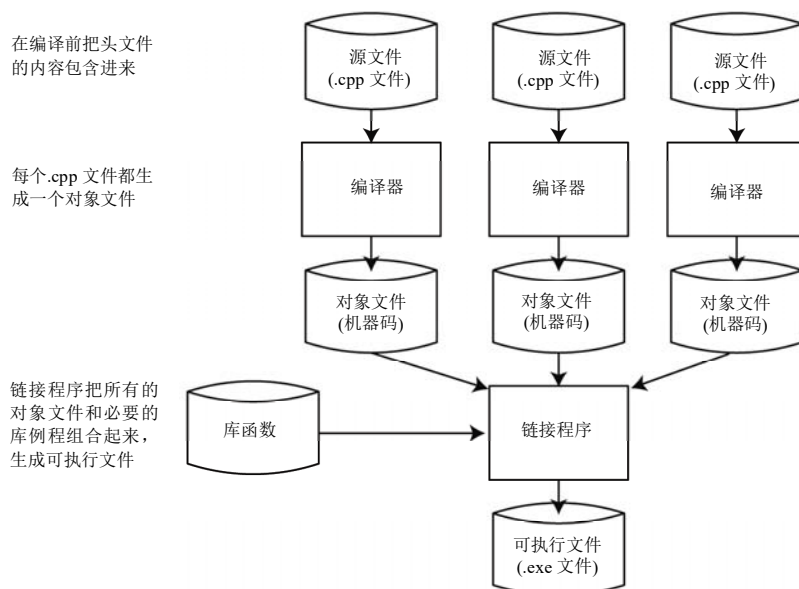 在编译前把头文件
的内容包含进来
源文件
(.cpp 文件)
源文件
(.cpp 文件)
源文件
(.cpp 文件)
每个.cpp 文件都生
成一个对象文件
编译器
编译器
编译器
对象文件
(机器码)
对象文件
(机器码)
对象文件
(机器码)
链接程序把所有的
对象文件和必要的
库例程组合起来，
生成可执行文件
库函数
链接程序
可执行文件
(.exe 文件)